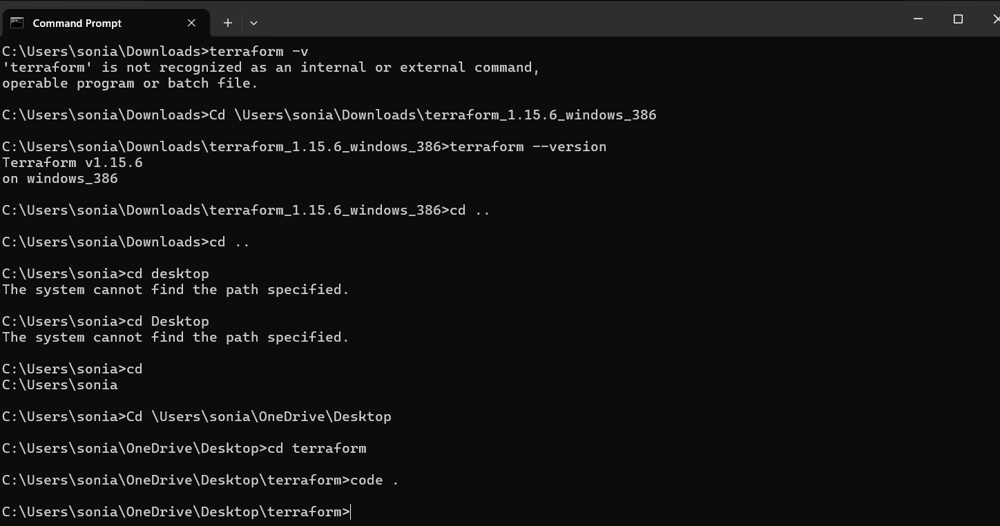 Command Prompt
C:\Users\sonia\Downloads>terraform -v
'terraform' is not recognized as an internal or external command,
operable program or batch file.
C:\Users\sonia\Downloads>Cd \Users\sonia\Downloads\terraform_1.15.6_windows_386
C:\Users\sonia\Downloads\terraform_1.15.6_windows_386>terraform --version
Terraform v1.15.6
on windows_386
C:\Users\sonia\Downloads\terraform_1.15.6_windows_386>cd ..
C:\Users\sonia\Downloads>cd ..
C:\Users\sonia>cd desktop
The system cannot find the path specified.
C:\Users\sonia>cd Desktop
The system cannot find the path specified.
C:\Users\sonia>cd
C:\Users\sonia
C:\Users\sonia>Cd \Users\sonia\OneDrive\Desktop
C:\Users\sonia\OneDrive\Desktop>cd terraform
C:\Users\sonia\OneDrive\Desktop\terraform>code .
C:\Users\sonia\OneDrive\Desktop\terraform>